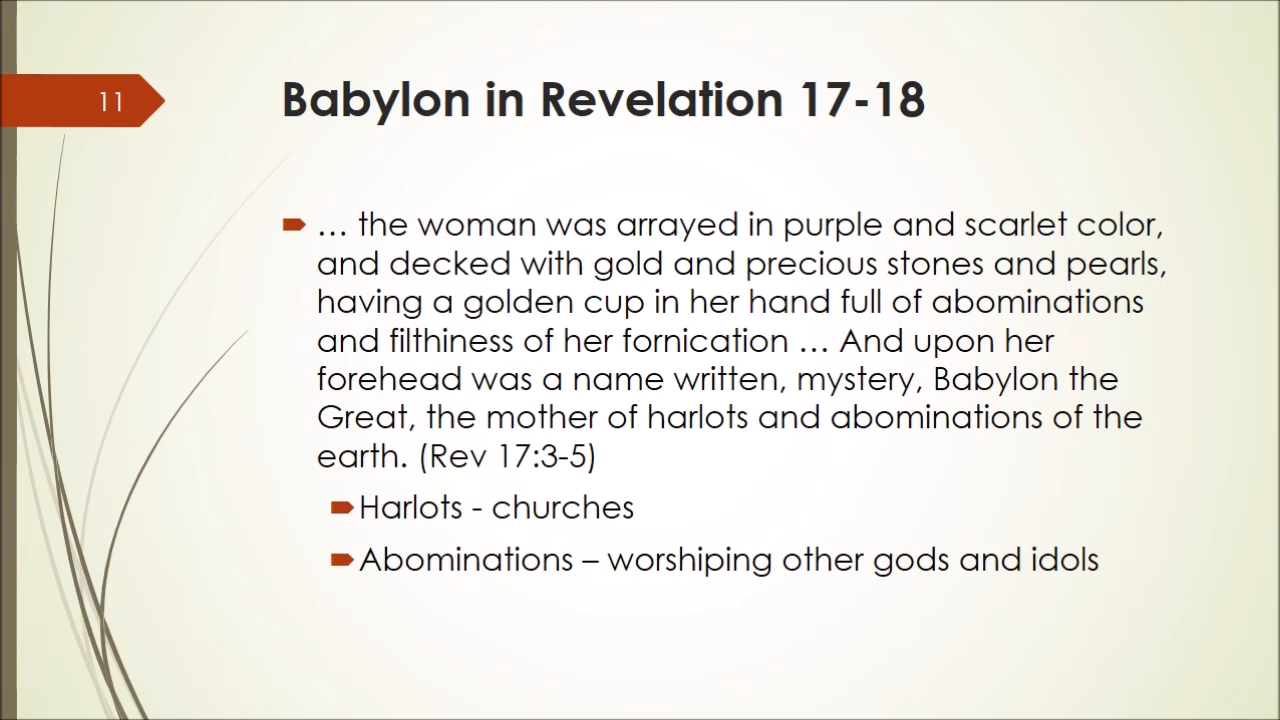 11
Babylon in Revelation 17-18
… the woman was arrayed in purple and scarlet color,
and decked with gold and precious stones and pearls,
having a golden cup in her hand full of abominations
and filthiness of her fornication … And upon her
forehead was a name written, mystery, Babylon the
Great, the mother of harlots and abominations of the
earth. (Rev 17:3-5)
Harlots - churches
Abominations – worshiping other gods and idols